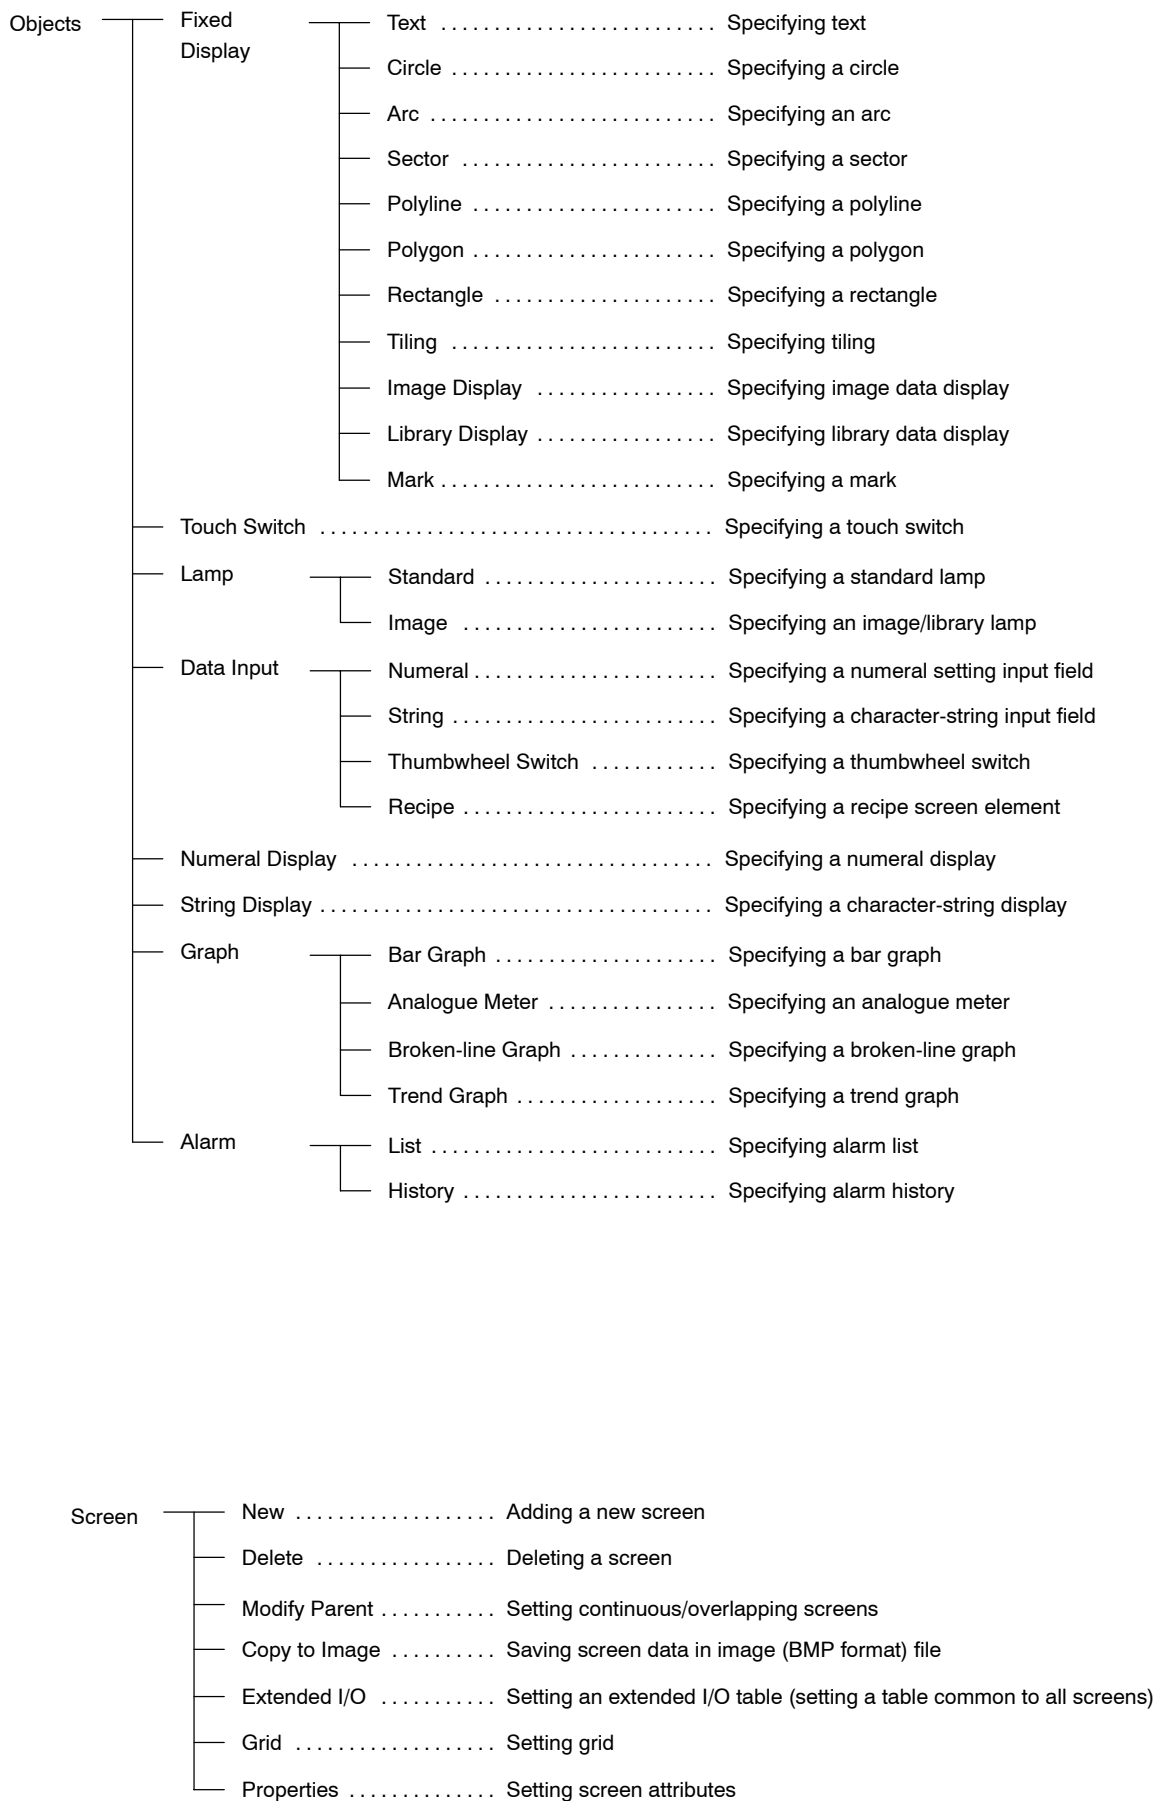 Objects Fixed Display Text . . . . . . . . . . . . . . . . . . . . . . . . . . Specifying text
Circle . . . . . . . . . . . . . . . . . . . . . . . . . Specifying a circle
Arc . . . . . . . . . . . . . . . . . . . . . . . . . . . Specifying an arc
Sector . . . . . . . . . . . . . . . . . . . . . . . . Specifying a sector
Polyline . . . . . . . . . . . . . . . . . . . . . . . Specifying a polyline
Polygon . . . . . . . . . . . . . . . . . . . . . . . Specifying a polygon
Rectangle . . . . . . . . . . . . . . . . . . . . . Specifying a rectangle
Tiling . . . . . . . . . . . . . . . . . . . . . . . . . Specifying tiling
Image Display . . . . . . . . . . . . . . . . . Specifying image data display
Library Display . . . . . . . . . . . . . . . . . Specifying library data display
Mark . . . . . . . . . . . . . . . . . . . . . . . . . . Specifying a mark
Touch Switch . . . . . . . . . . . . . . . . . . . . . . . . . . . . . . . . . . . . . Specifying a touch switch
Lamp Standard . . . . . . . . . . . . . . . . . . . . . . Specifying a standard lamp
Image . . . . . . . . . . . . . . . . . . . . . . . . Specifying an image/library lamp
Data Input Numeral . . . . . . . . . . . . . . . . . . . . . . . Specifying a numeral setting input field
String . . . . . . . . . . . . . . . . . . . . . . . . . Specifying a character-string input field
Thumbwheel Switch . . . . . . . . . . . . Specifying a thumbwheel switch
Recipe . . . . . . . . . . . . . . . . . . . . . . . . Specifying a recipe screen element
Numeral Display . . . . . . . . . . . . . . . . . . . . . . . . . . . . . . . . . . Specifying a numeral display
String Display . . . . . . . . . . . . . . . . . . . . . . . . . . . . . . . . . . . . . Specifying a character-string display
Graph Bar Graph . . . . . . . . . . . . . . . . . . . . . Specifying a bar graph
Analogue Meter . . . . . . . . . . . . . . . . Specifying an analogue meter
Broken-line Graph . . . . . . . . . . . . . . Specifying a broken-line graph
Trend Graph . . . . . . . . . . . . . . . . . . . Specifying a trend graph
Alarm List . . . . . . . . . . . . . . . . . . . . . . . . . . . Specifying alarm list
History . . . . . . . . . . . . . . . . . . . . . . . . Specifying alarm history
Screen New . . . . . . . . . . . . . . . . . . . Adding a new screen
Delete . . . . . . . . . . . . . . . . . Deleting a screen
Modify Parent . . . . . . . . . . . Setting continuous/overlapping screens
Copy to Image . . . . . . . . . . Saving screen data in image (BMP format) file
Extended I/O . . . . . . . . . . . Setting an extended I/O table (setting a table common to all screens)
Grid . . . . . . . . . . . . . . . . . . . Setting grid
Properties . . . . . . . . . . . . . . Setting screen attributes